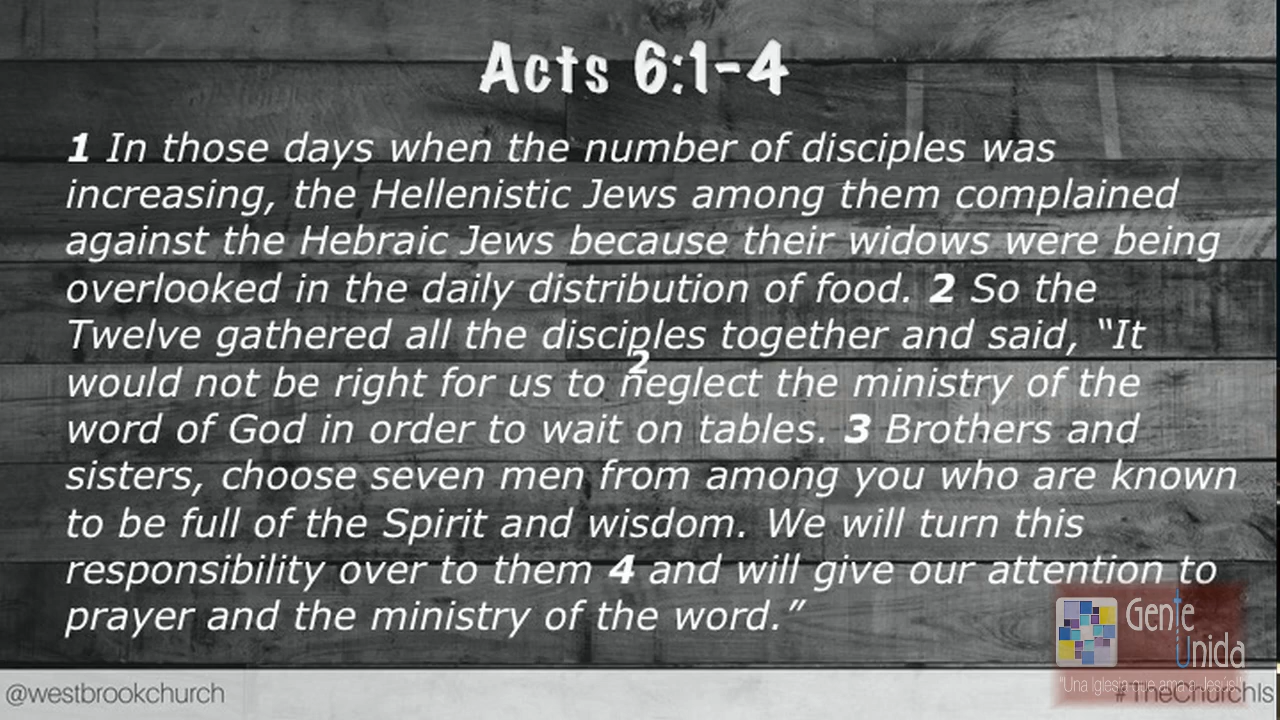 Acts 6:1-4
1 In those days when the number of disciples was
increasing, the Hellenistic Jews among them complained
against the Hebraic Jews because their widows were being
overlooked in the daily distribution of food. 2 So the
Twelve gathered all the disciples together and said, “It
2
would not be right for us to neglect the ministry of the
word of God in order to wait on tables. 3 Brothers and
sisters, choose seven men from among you who are known
to be full of the Spirit and wisdom. We will turn this
responsibility over to them 4 and will give our attention to
prayer and the ministry of the word.”
Gente
Unida
"Una Iglesia que ama a Jesús!"
@westbrookchurch
#TheChurchIs